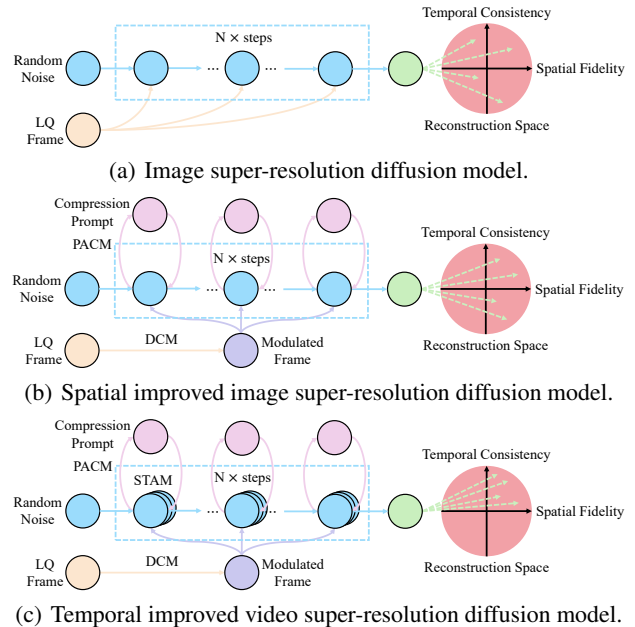 N × steps
Temporal Consistency
Random
Noise
...
...
Spatial Fidelity
LQ
Frame
Reconstruction Space
(a) Image super-resolution diffusion model.
Compression
Prompt
PACM
N × steps
Temporal Consistency
Random
Noise
...
...
Spatial Fidelity
LQ
Frame
DCM
Modulated
Frame
Reconstruction Space
(b) Spatial improved image super-resolution diffusion model.
Compression
Prompt
PACM
STAM
N × steps
Temporal Consistency
Random
Noise
...
...
Spatial Fidelity
LQ
Frame
DCM
Modulated
Frame
Reconstruction Space
(c) Temporal improved video super-resolution diffusion model.